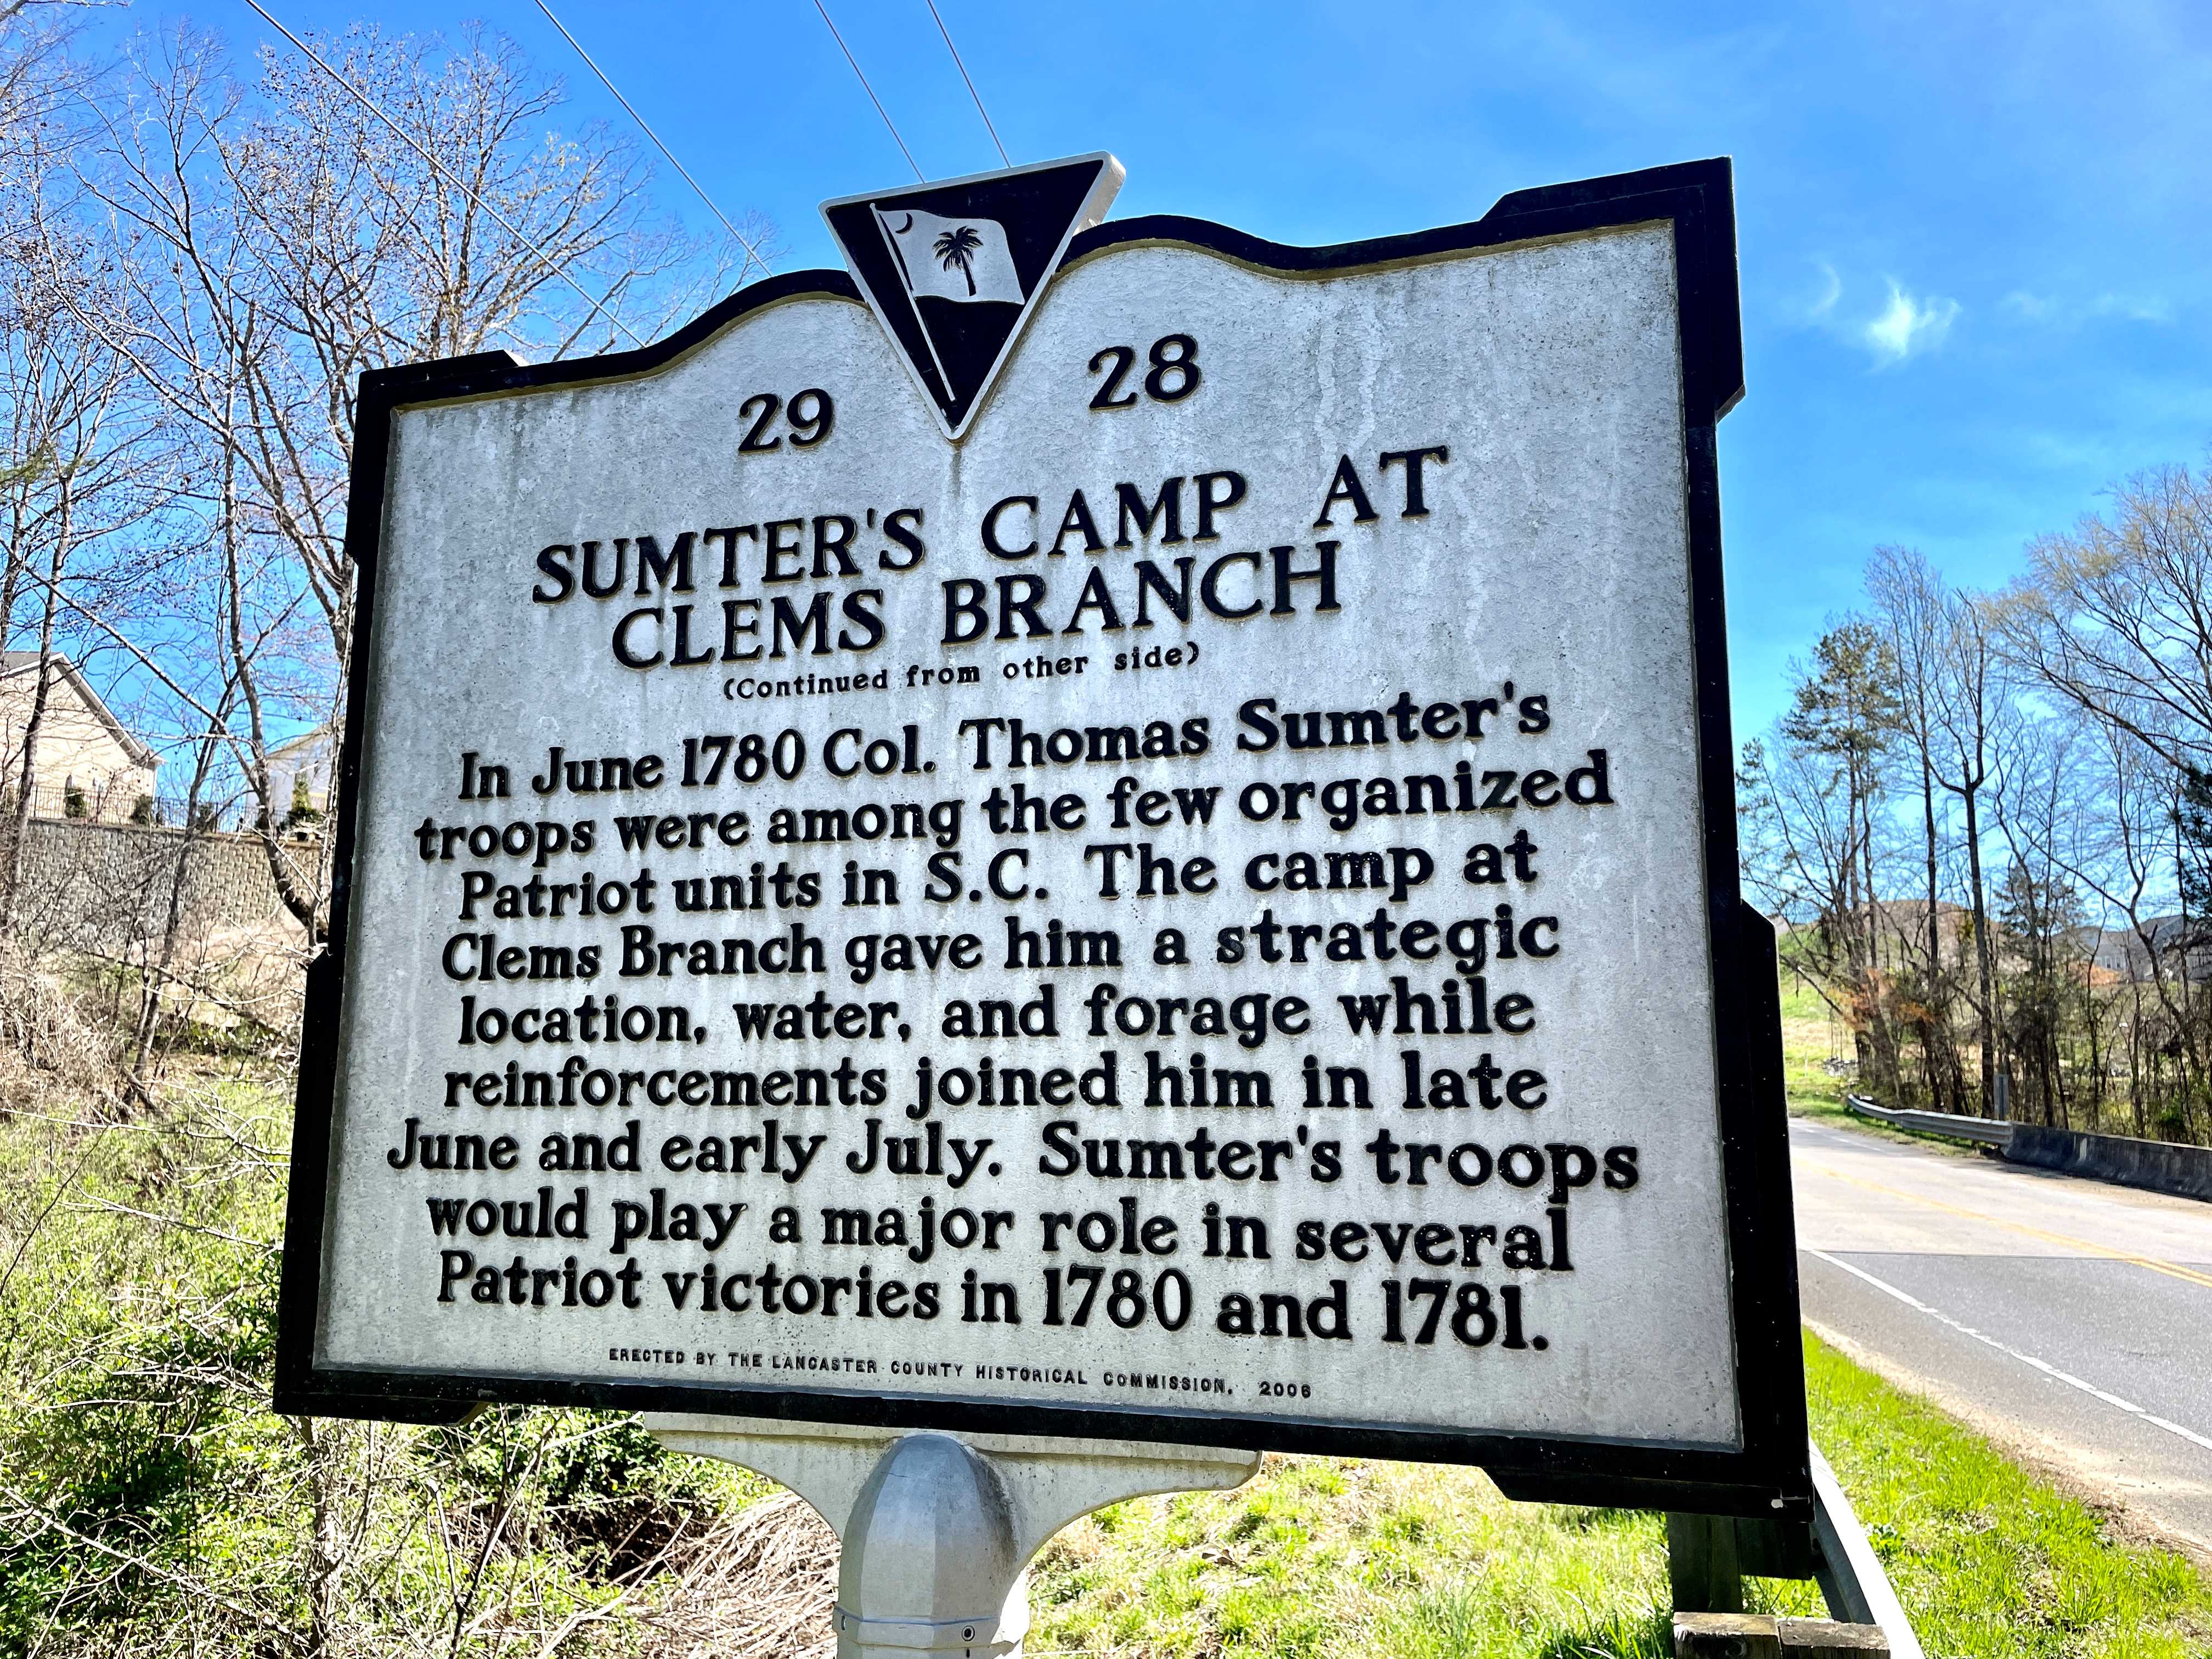 29 28
SUMTER'S CAMP AT
CLEMS BRANCH
(Continued from other side)
In June 1780 Col. Thomas Sumter's
troops were among the few organized
Patriot units in S.C. The camp at
Clems Branch gave him a strategic
location, water, and forage while
reinforcements joined him in late
June and early July. Sumter's troops
would play a major role in several
Patriot victories in 1780 and 1781.
ERECTED BY THE LANCASTER COUNTY HISTORICAL COMMISSION, 2006